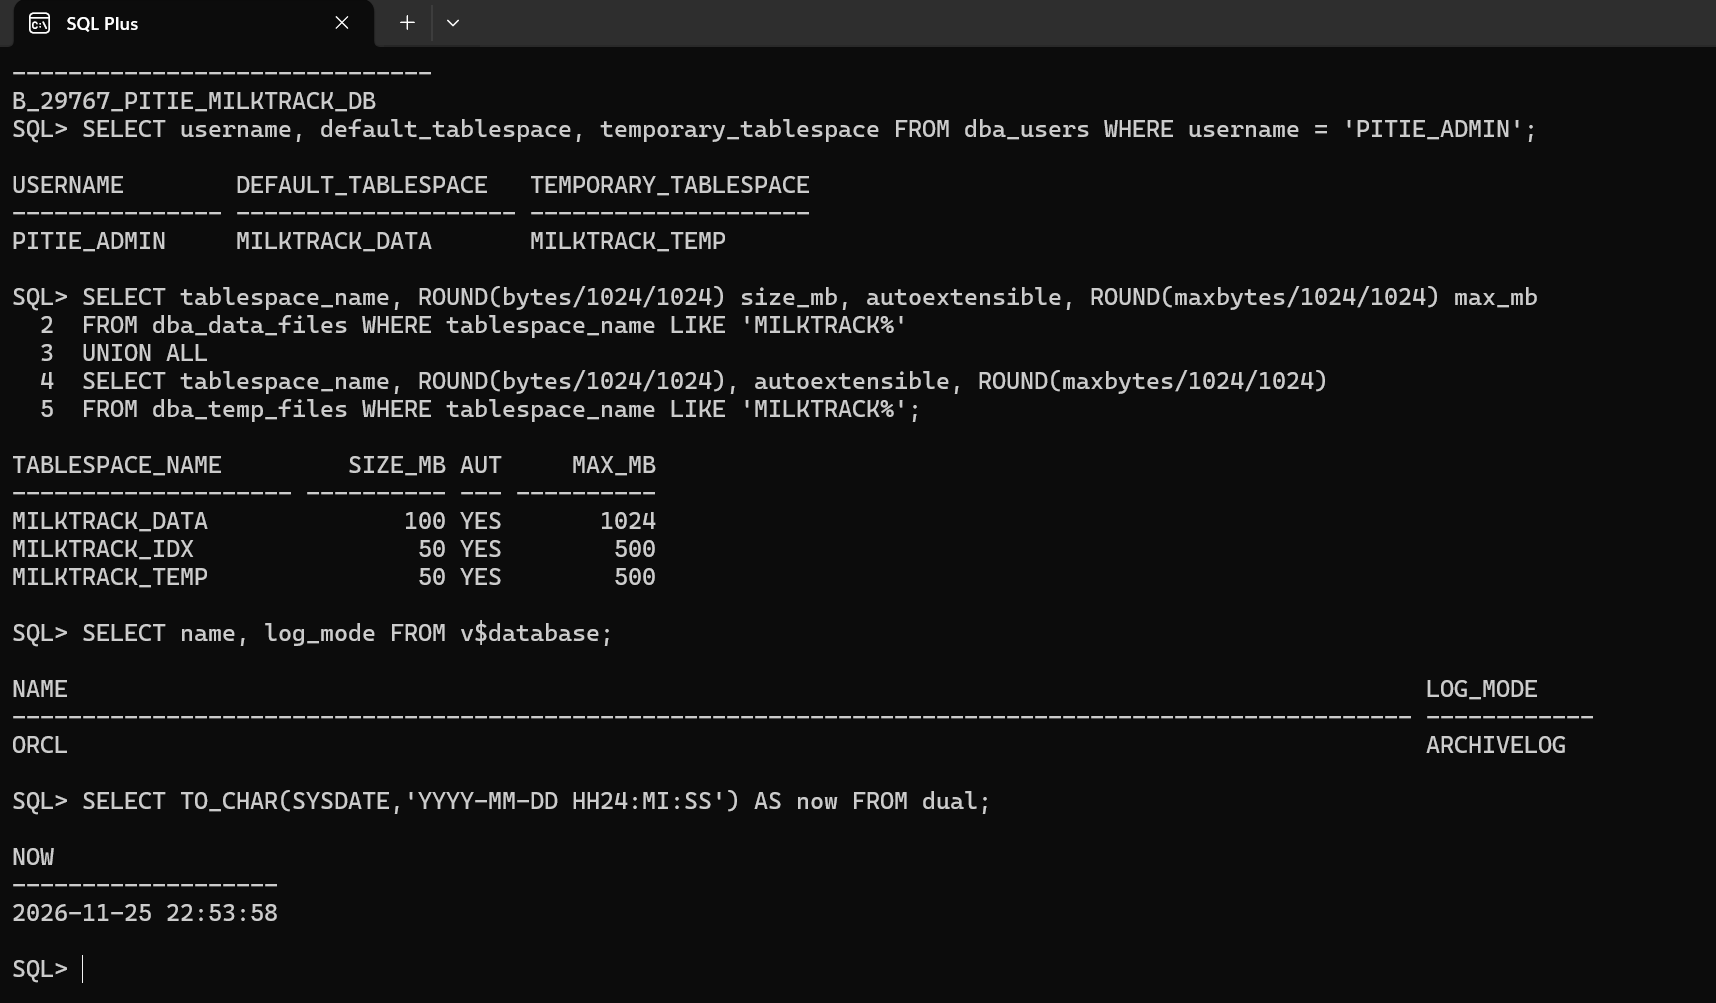 SQL Plus
------------------------------
B_29767_PITIE_MILKTRACK_DB
SQL> SELECT username, default_tablespace, temporary_tablespace FROM dba_users WHERE username = 'PITIE_ADMIN';
USERNAME        DEFAULT_TABLESPACE   TEMPORARY_TABLESPACE
--------------- -------------------- --------------------
PITIE_ADMIN     MILKTRACK_DATA       MILKTRACK_TEMP
SQL> SELECT tablespace_name, ROUND(bytes/1024/1024) size_mb, autoextensible, ROUND(maxbytes/1024/1024) max_mb
  2  FROM dba_data_files WHERE tablespace_name LIKE 'MILKTRACK%'
  3  UNION ALL
  4  SELECT tablespace_name, ROUND(bytes/1024/1024), autoextensible, ROUND(maxbytes/1024/1024)
  5  FROM dba_temp_files WHERE tablespace_name LIKE 'MILKTRACK%';
TABLESPACE_NAME         SIZE_MB AUT     MAX_MB
-------------------- ---------- --- ----------
MILKTRACK_DATA              100 YES       1024
MILKTRACK_IDX                50 YES        500
MILKTRACK_TEMP               50 YES        500
SQL> SELECT name, log_mode FROM v$database;
NAME                                                                                                 LOG_MODE
---------------------------------------------------------------------------------------------------- ------------
ORCL                                                                                                 ARCHIVELOG
SQL> SELECT TO_CHAR(SYSDATE,'YYYY-MM-DD HH24:MI:SS') AS now FROM dual;
NOW
-------------------
2026-11-25 22:53:58
SQL>